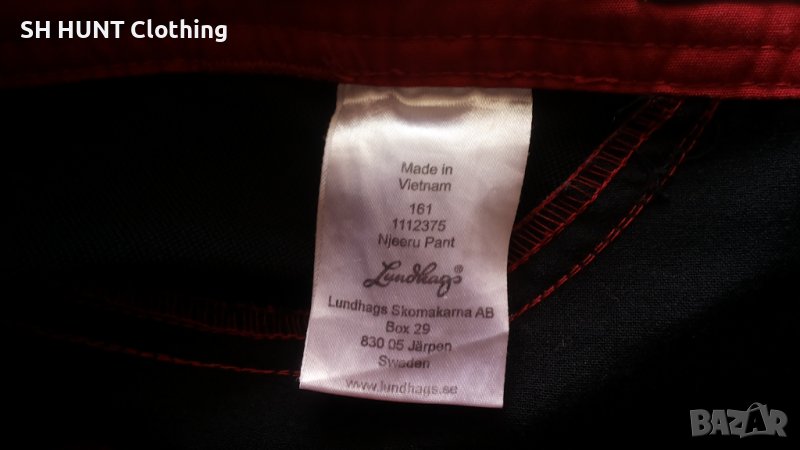 SH HUNT Clothing
Made in
Vietnam
161
1112375
Njeeru Pant
Lundhags®
Lundhags Skomakarna AB
Box 29
830 05 Järpen
Sweden
www.lundhags.se
BAZAR